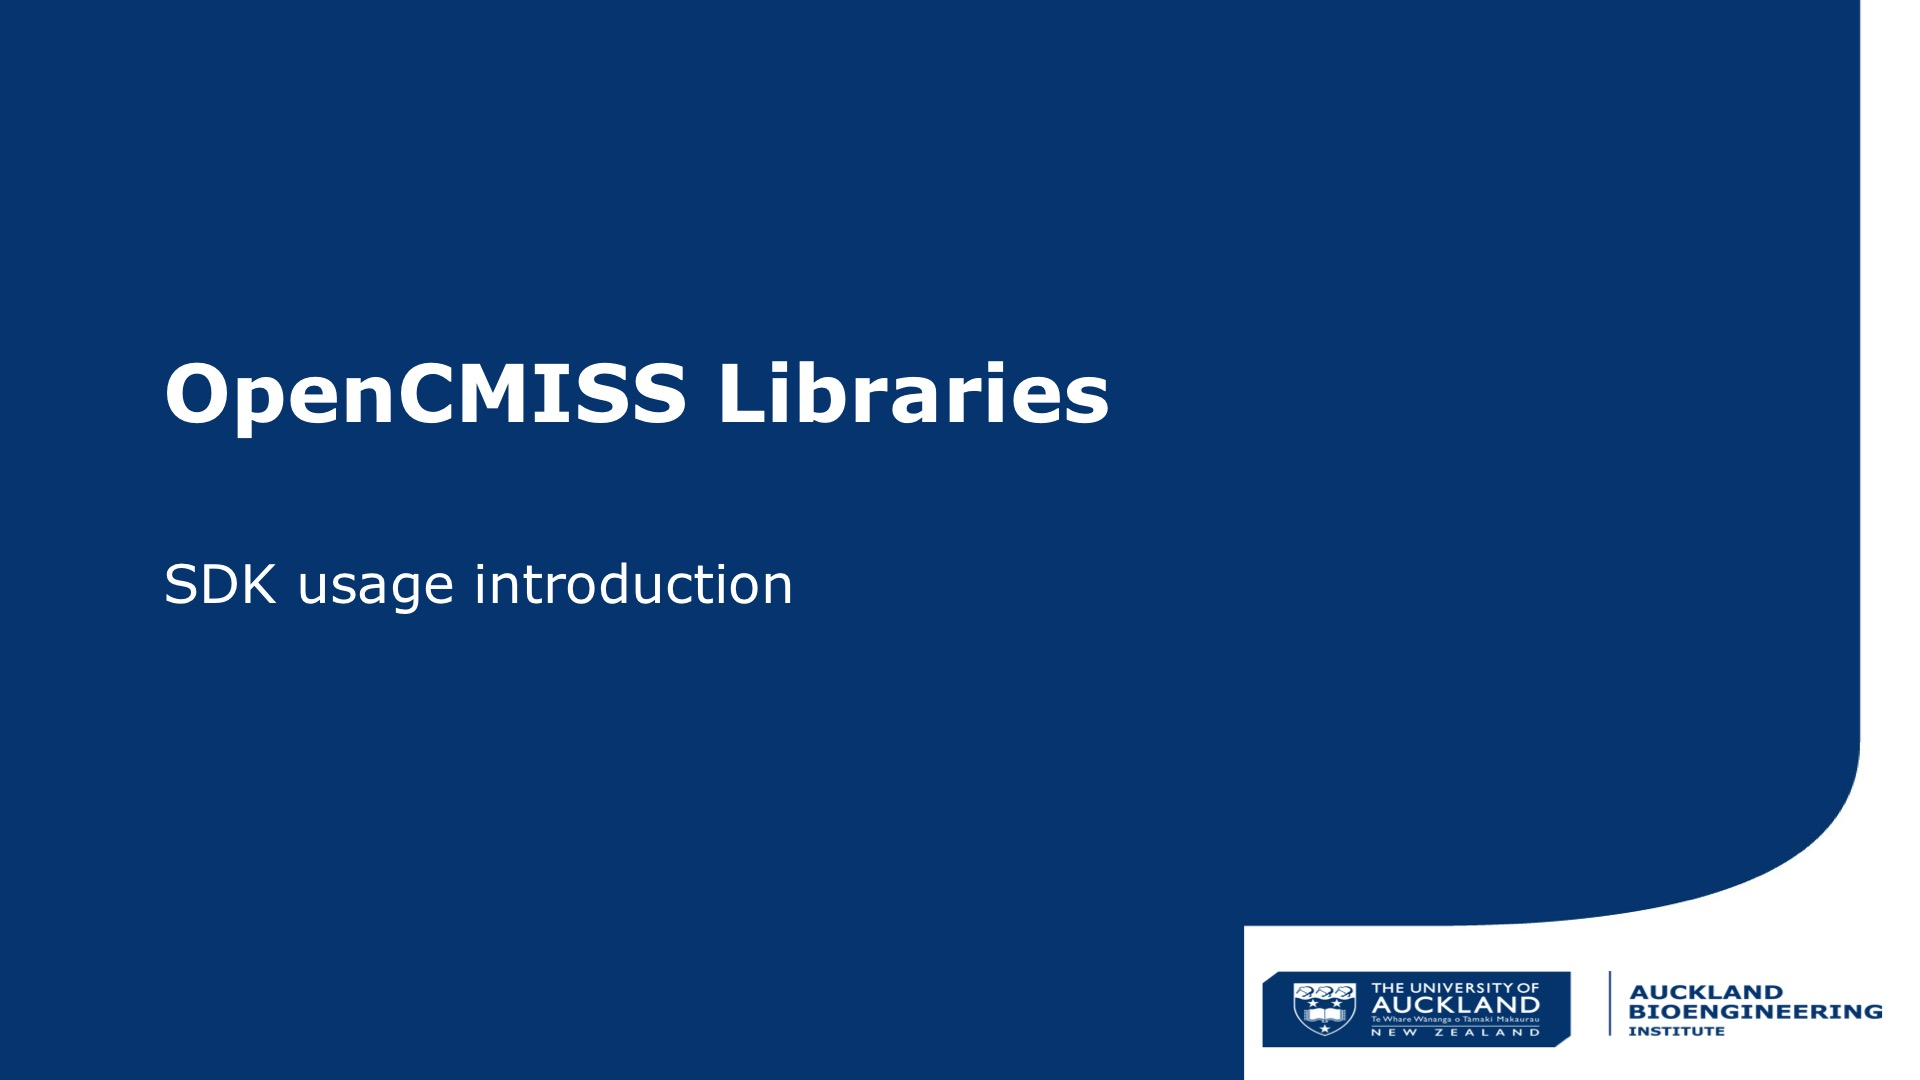 OpenCMISS Libraries
SDK usage introduction
THE UNIVERSITY OF
AUCKLAND
Te Whare Wānanga o Tāmaki Makaurau
NEW ZEALAND
AUCKLAND
BIOENGINEERING
INSTITUTE